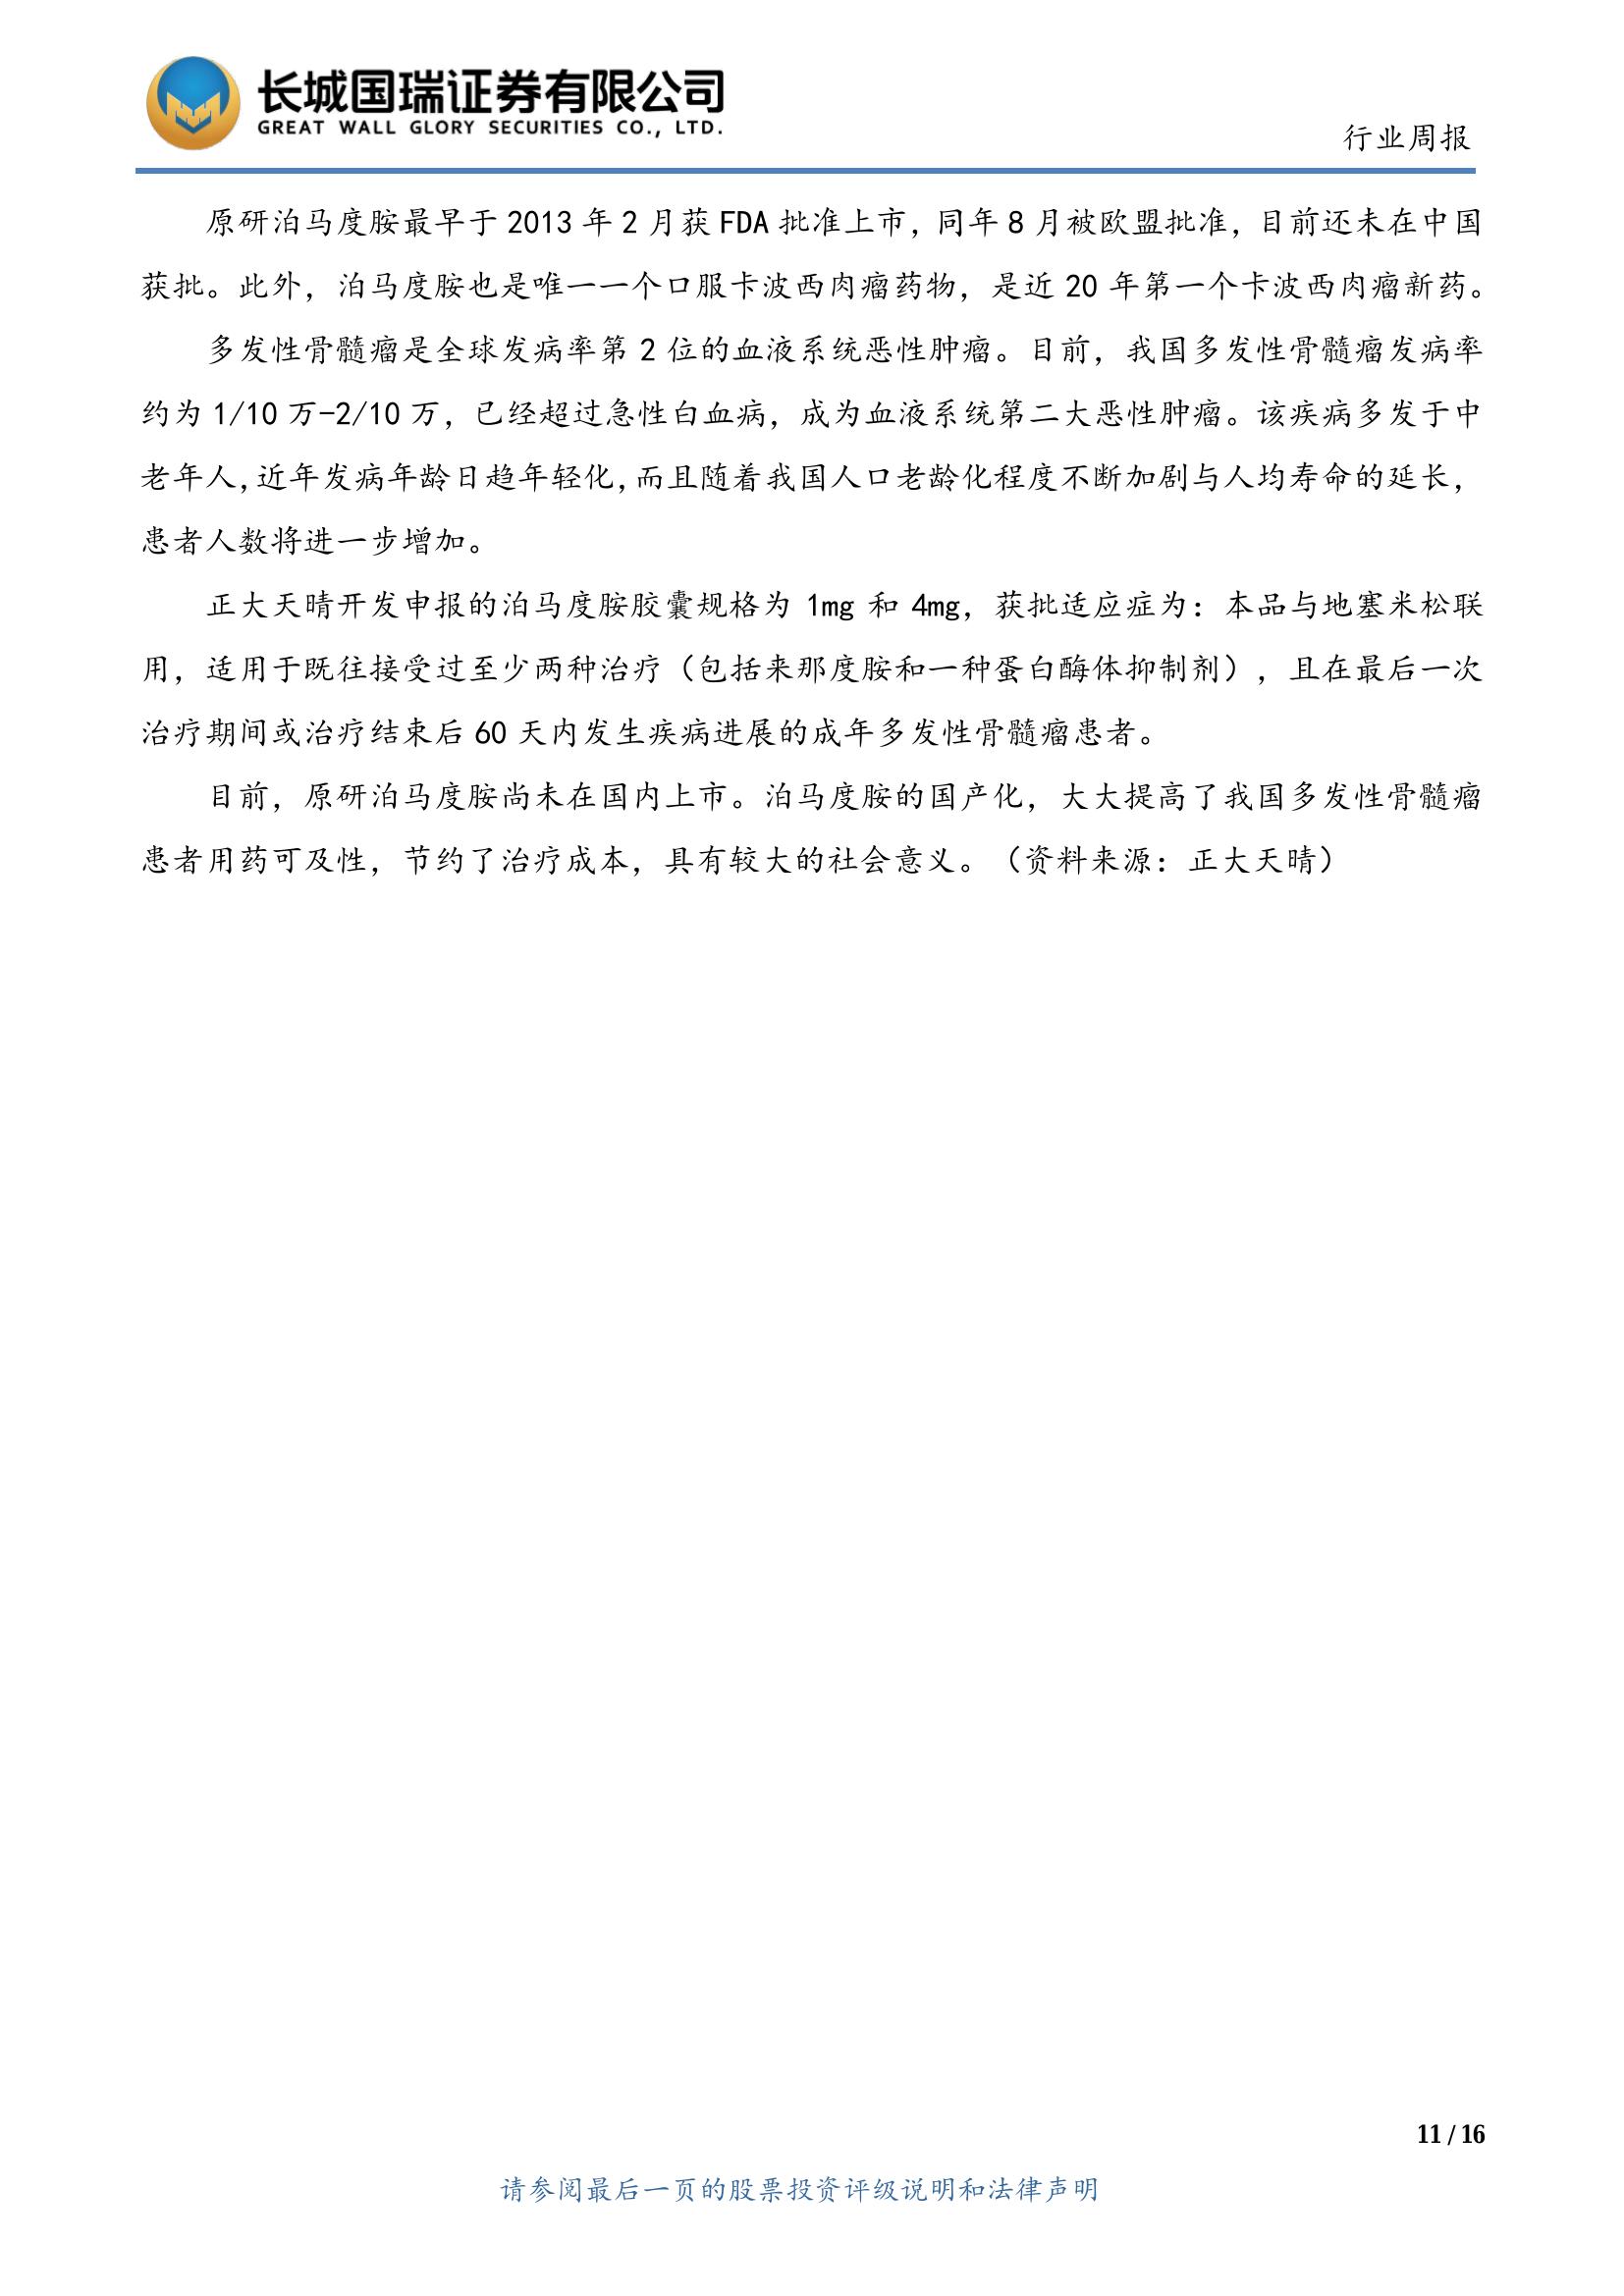 长城国瑞证券有限公司
GREAT WALL GLORY SECURITIES CO., LTD.
行业周报
原研泊马度胺最早于 2013 年 2 月获 FDA 批准上市，同年 8 月被欧盟批准，目前还未在中国
获批。此外，泊马度胺也是唯一一个口服卡波西肉瘤药物，是近 20 年第一个卡波西肉瘤新药。
多发性骨髓瘤是全球发病率第 2 位的血液系统恶性肿瘤。目前，我国多发性骨髓瘤发病率
约为 1/10 万-2/10 万，已经超过急性白血病，成为血液系统第二大恶性肿瘤。该疾病多发于中
老年人,近年发病年龄日趋年轻化,而且随着我国人口老龄化程度不断加剧与人均寿命的延长，
患者人数将进一步增加。
正大天晴开发申报的泊马度胺胶囊规格为 1mg 和 4mg，获批适应症为：本品与地塞米松联
用，适用于既往接受过至少两种治疗（包括来那度胺和一种蛋白酶体抑制剂），且在最后一次
治疗期间或治疗结束后 60 天内发生疾病进展的成年多发性骨髓瘤患者。
目前，原研泊马度胺尚未在国内上市。泊马度胺的国产化，大大提高了我国多发性骨髓瘤
患者用药可及性，节约了治疗成本，具有较大的社会意义。（资料来源：正大天晴）
11 / 16
请参阅最后一页的股票投资评级说明和法律声明